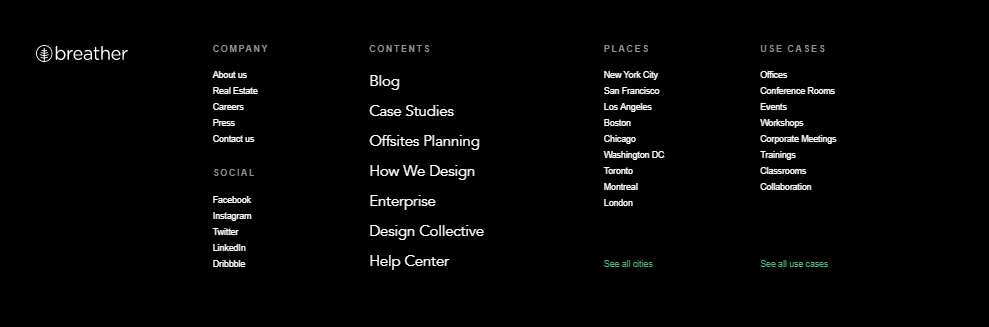 breather
COMPANY
About us
Real Estate
Careers
Press
Contact us
SOCIAL
Facebook
Instagram
Twitter
LinkedIn
Dribbble
CONTENTS
Blog
Case Studies
Offsites Planning
How We Design
Enterprise
Design Collective
Help Center
PLACES
New York City
San Francisco
Los Angeles
Boston
Chicago
Washington DC
Toronto
Montreal
London
See all cities
USE CASES
Offices
Conference Rooms
Events
Workshops
Corporate Meetings
Trainings
Classrooms
Collaboration
See all use cases